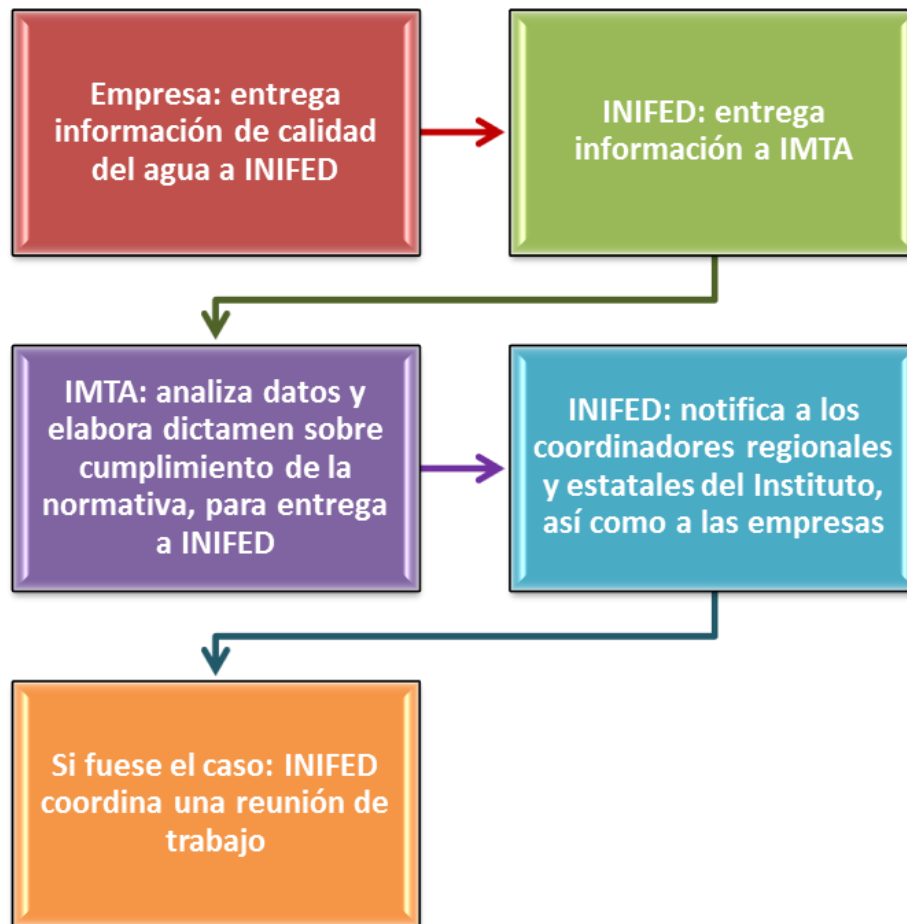 Empresa: entrega
información de calidad
del agua a INIFED
INIFED: entrega
información a IMTA
IMTA: analiza datos y
elabora dictamen sobre
cumplimiento de la
normativa, para entrega
a INIFED
INIFED: notifica a los
coordinadores regionales
y estatales del Instituto,
así como a las empresas
Si fuese el caso: INIFED
coordina una reunión de
trabajo